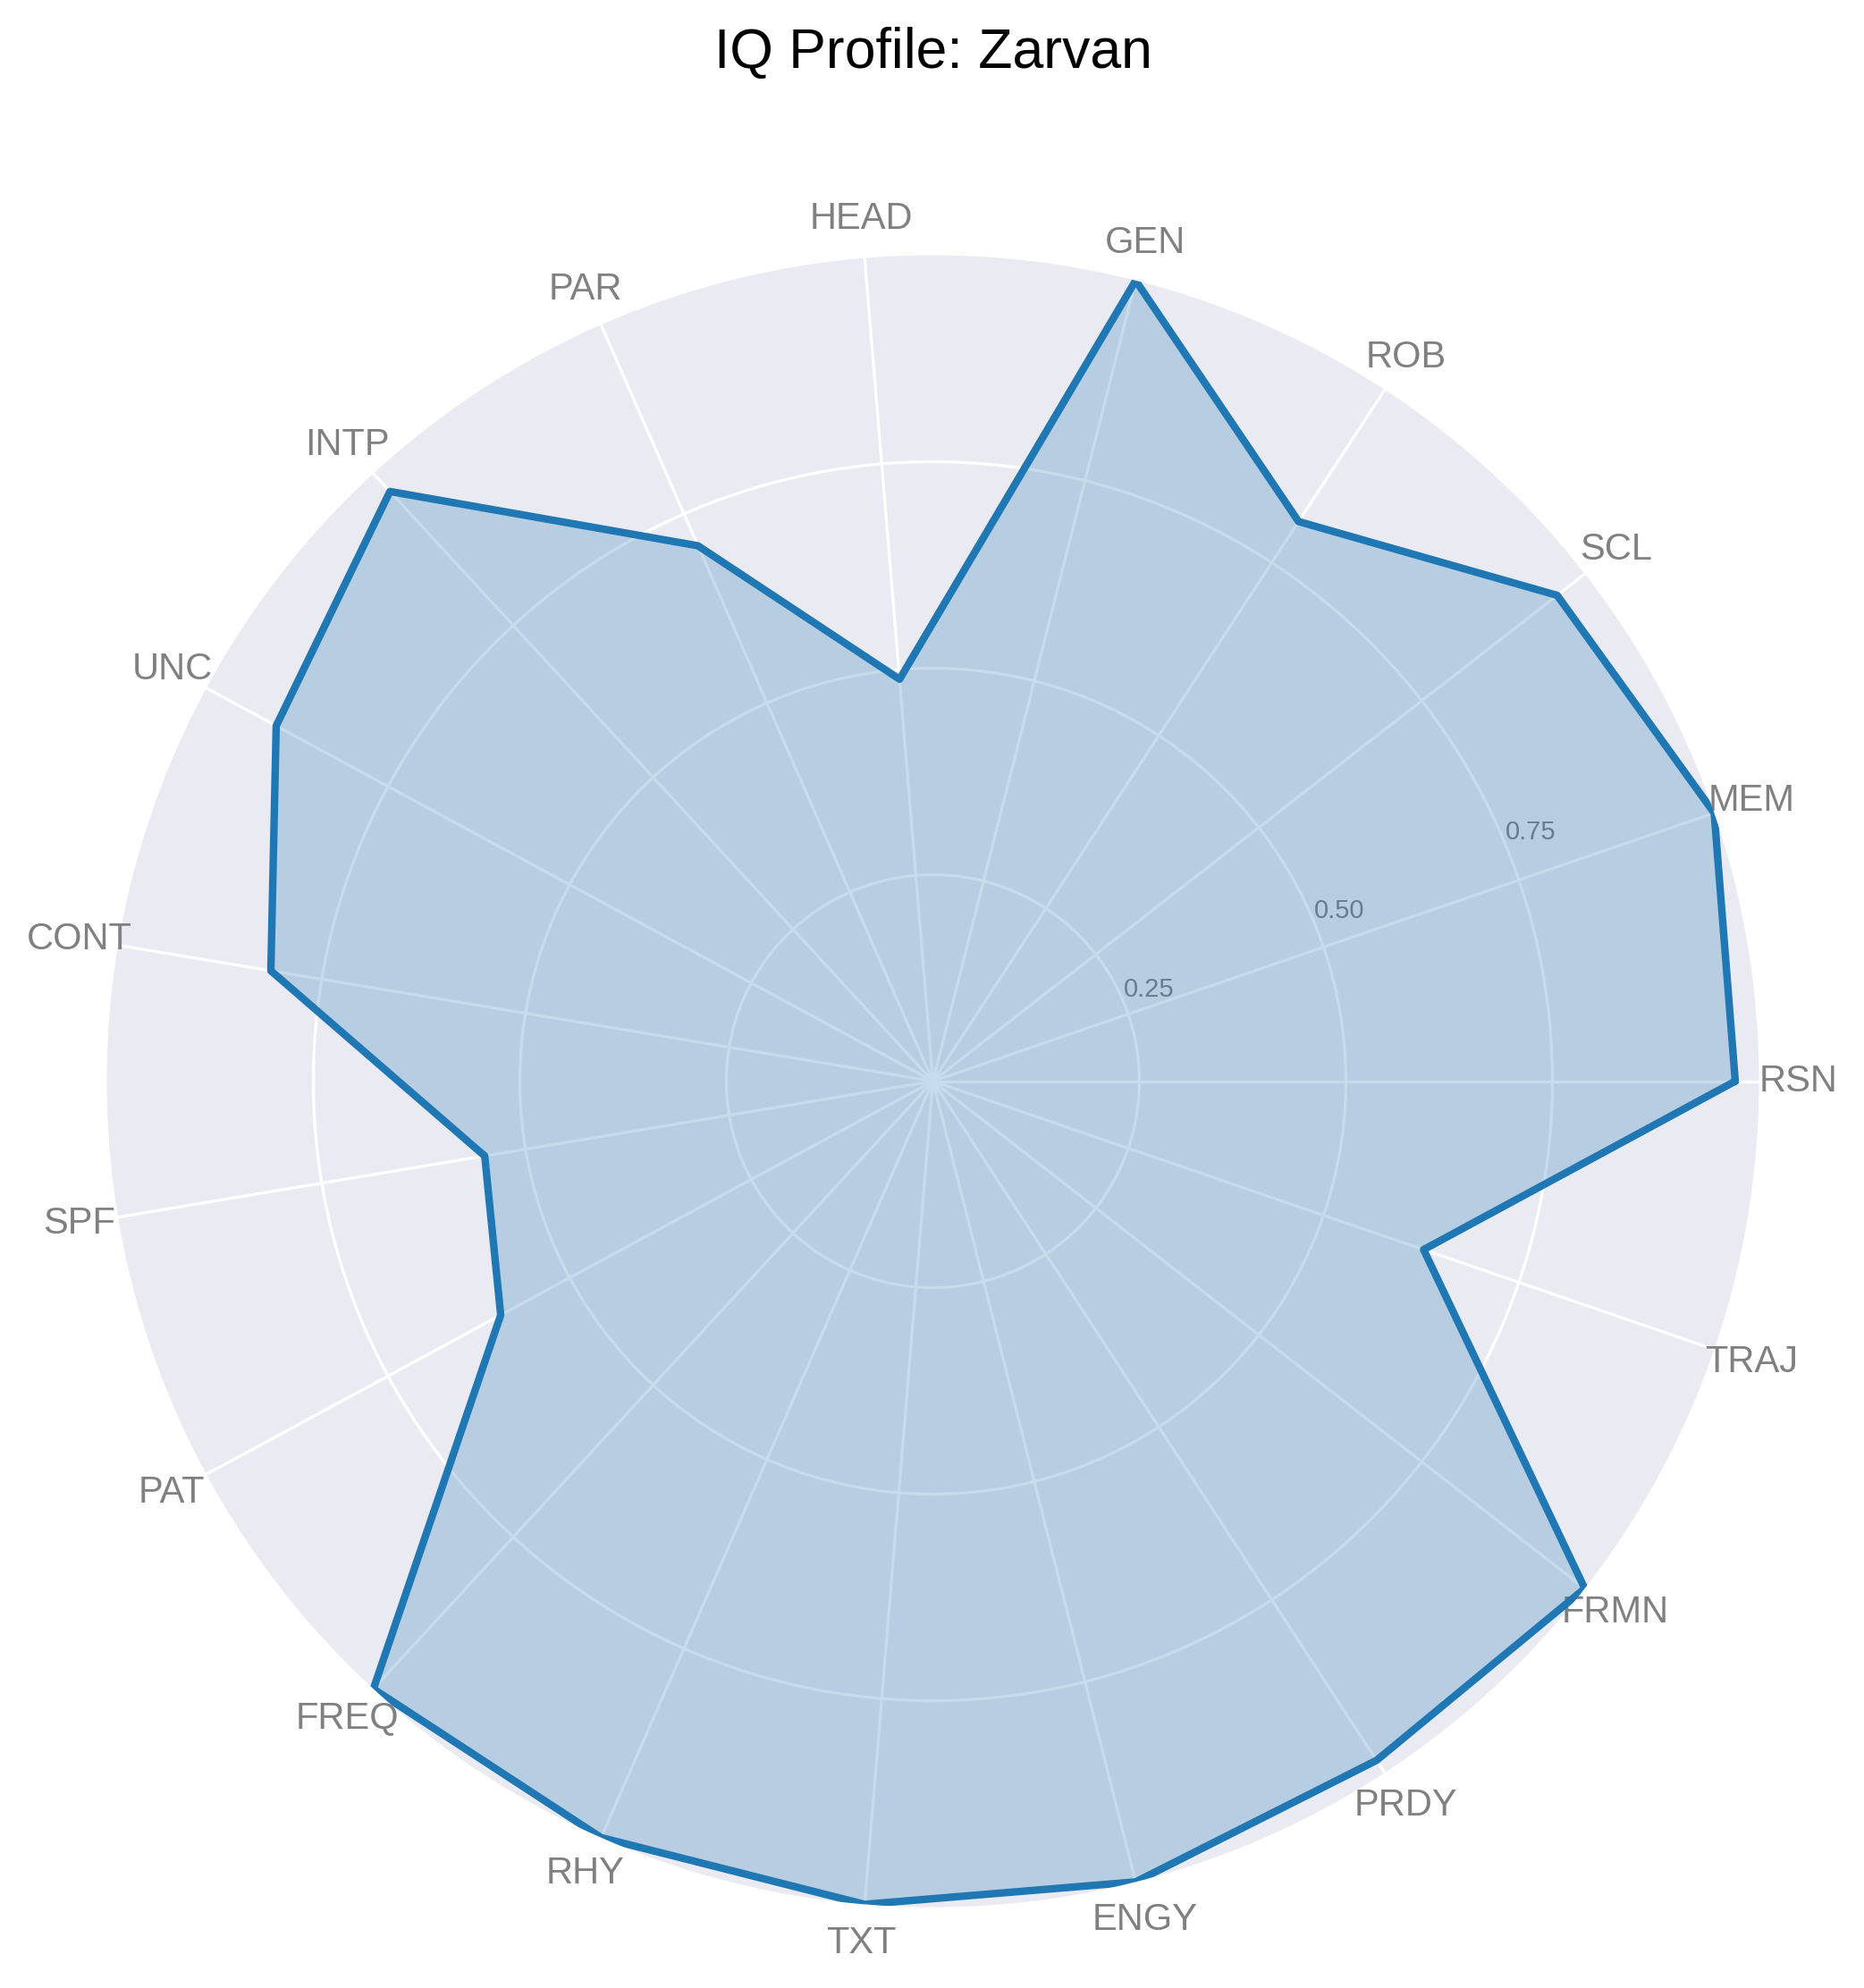 IQ Profile: Zarvan
HEAD
GEN
PAR
ROB
INTP
SCL
UNC
MEM
0.75
0.50
CONT
0.25
RSN
SPF
TRAJ
PAT
FRMN
FREQ
PRDY
RHY
ENGY
TXT